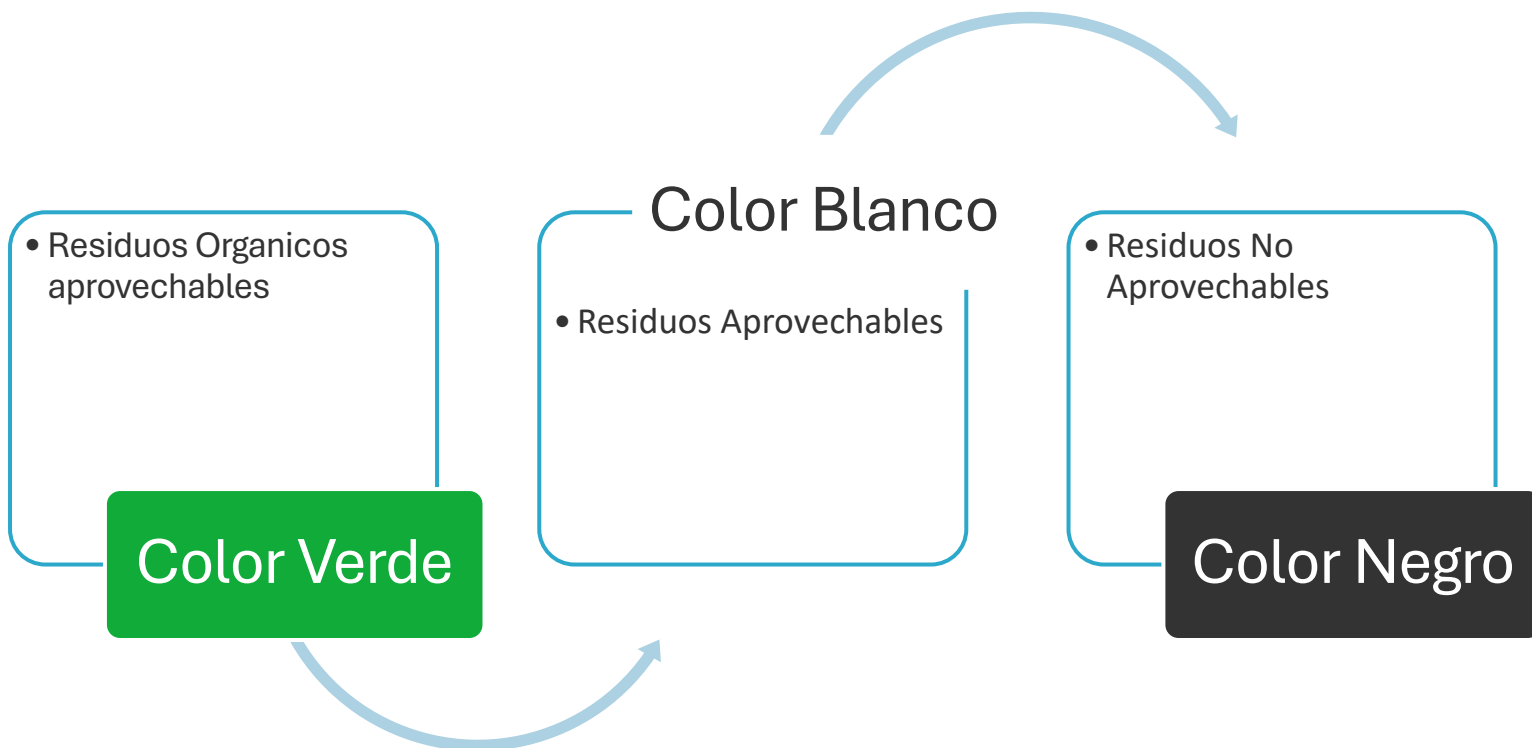 • Residuos Organicos
aprovechables
Color Verde
Color Blanco
• Residuos Aprovechables
• Residuos No
Aprovechables
Color Negro